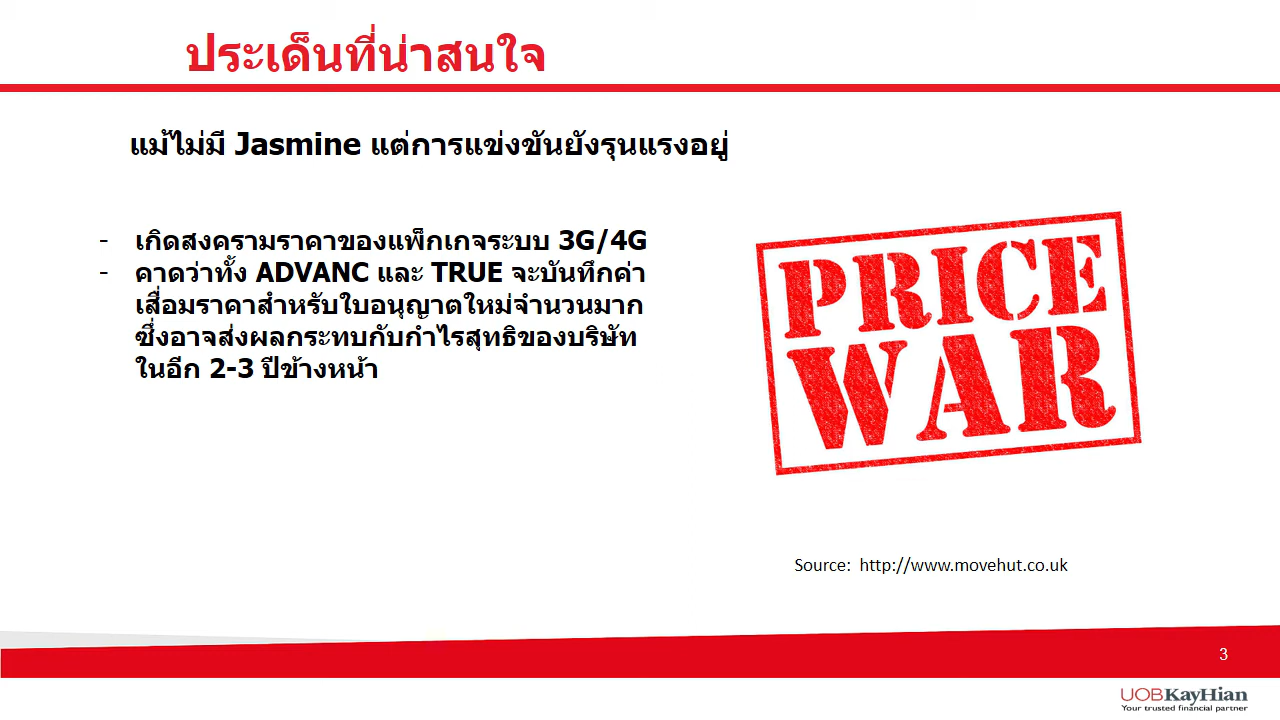 ประเด็นที่น่าสนใจ
แม้ไม่มี Jasmine แต่การแข่งขันยังรุนแรงอยู่
- เกิดสงครามราคาของแพ็กเกจระบบ 3G/4G
- คาดว่าทั้ง ADVANC และ TRUE จะบันทึกค่า
เสื่อมราคาสำหรับใบอนุญาตใหม่จำนวนมาก
ซึ่งอาจส่งผลกระทบกับกำไรสุทธิของบริษัท
ในอีก 2-3 ปีข้างหน้า
PRICE
WAR
Source: http://www.movehut.co.uk
3
UOBKayHian
Your trusted financial partner